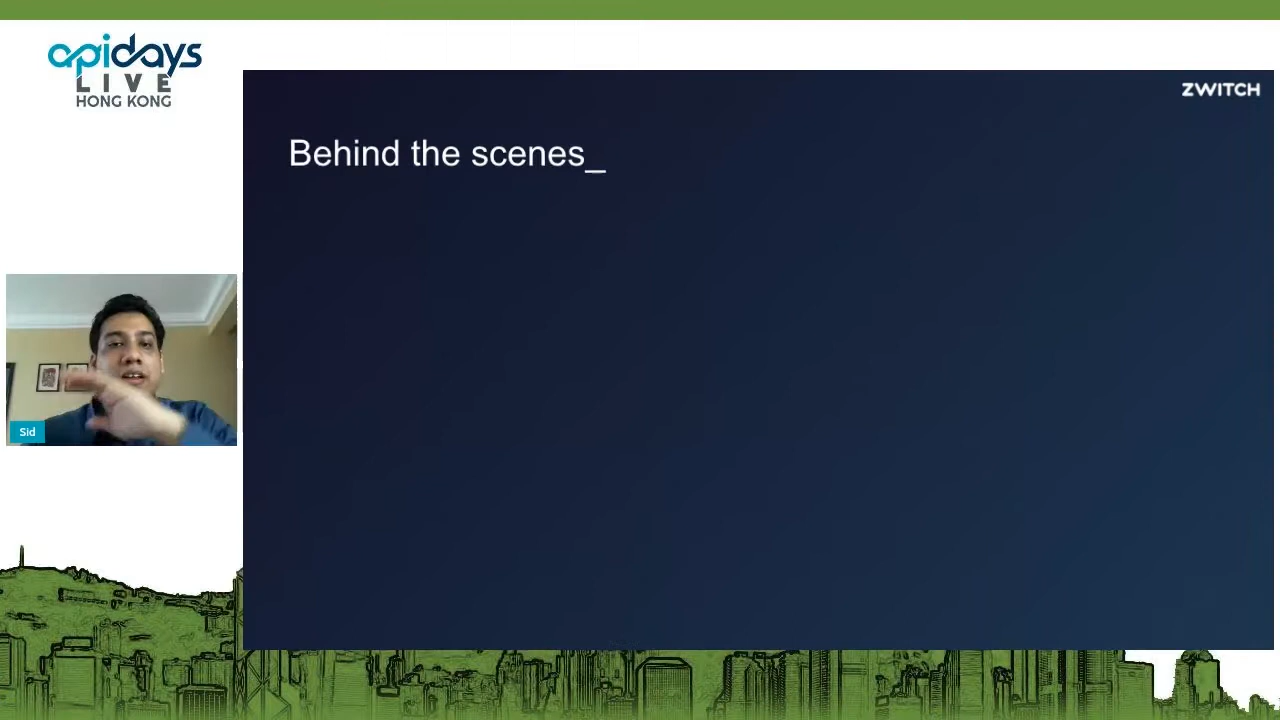 apidays
LIVE
HONG KONG
ZWITCH
Behind the scenes_
Sid